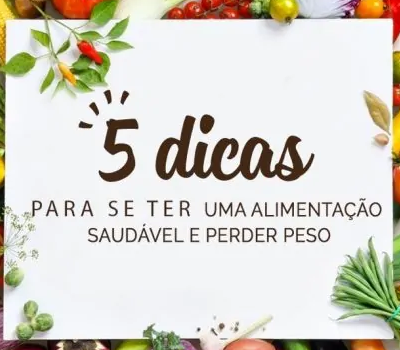 5 dicas
PARA SE TER UMA ALIMENTAÇÃO
SAUDÁVEL E PERDER PESO